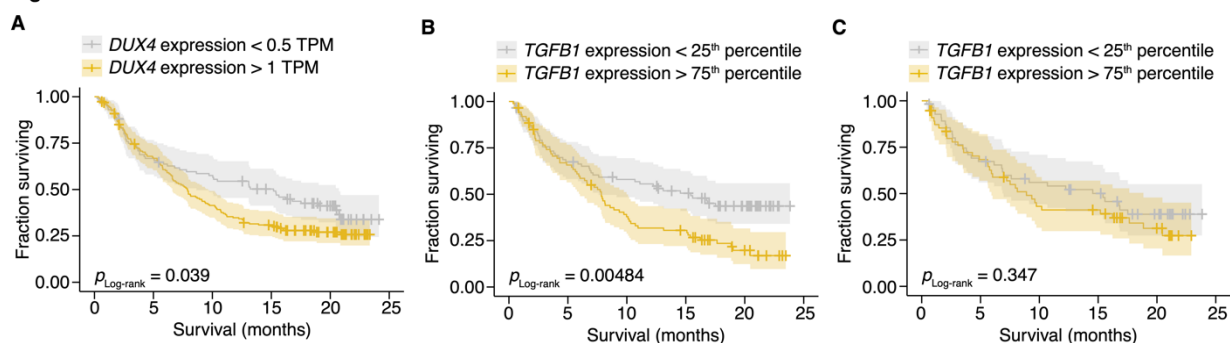 A
DUX4 expression < 0.5 TPM
DUX4 expression > 1 TPM
1.00
0.75
0.50
0.25
0.00
Fraction surviving
pLog-rank = 0.039
0 5 10 15 20 25
Survival (months)
B
TGFB1 expression < 25th percentile
TGFB1 expression > 75th percentile
1.00
0.75
0.50
0.25
0.00
Fraction surviving
pLog-rank = 0.00484
0 5 10 15 20 25
Survival (months)
C
TGFB1 expression < 25th percentile
TGFB1 expression > 75th percentile
1.00
0.75
0.50
0.25
0.00
Fraction surviving
pLog-rank = 0.347
0 5 10 15 20 25
Survival (months)